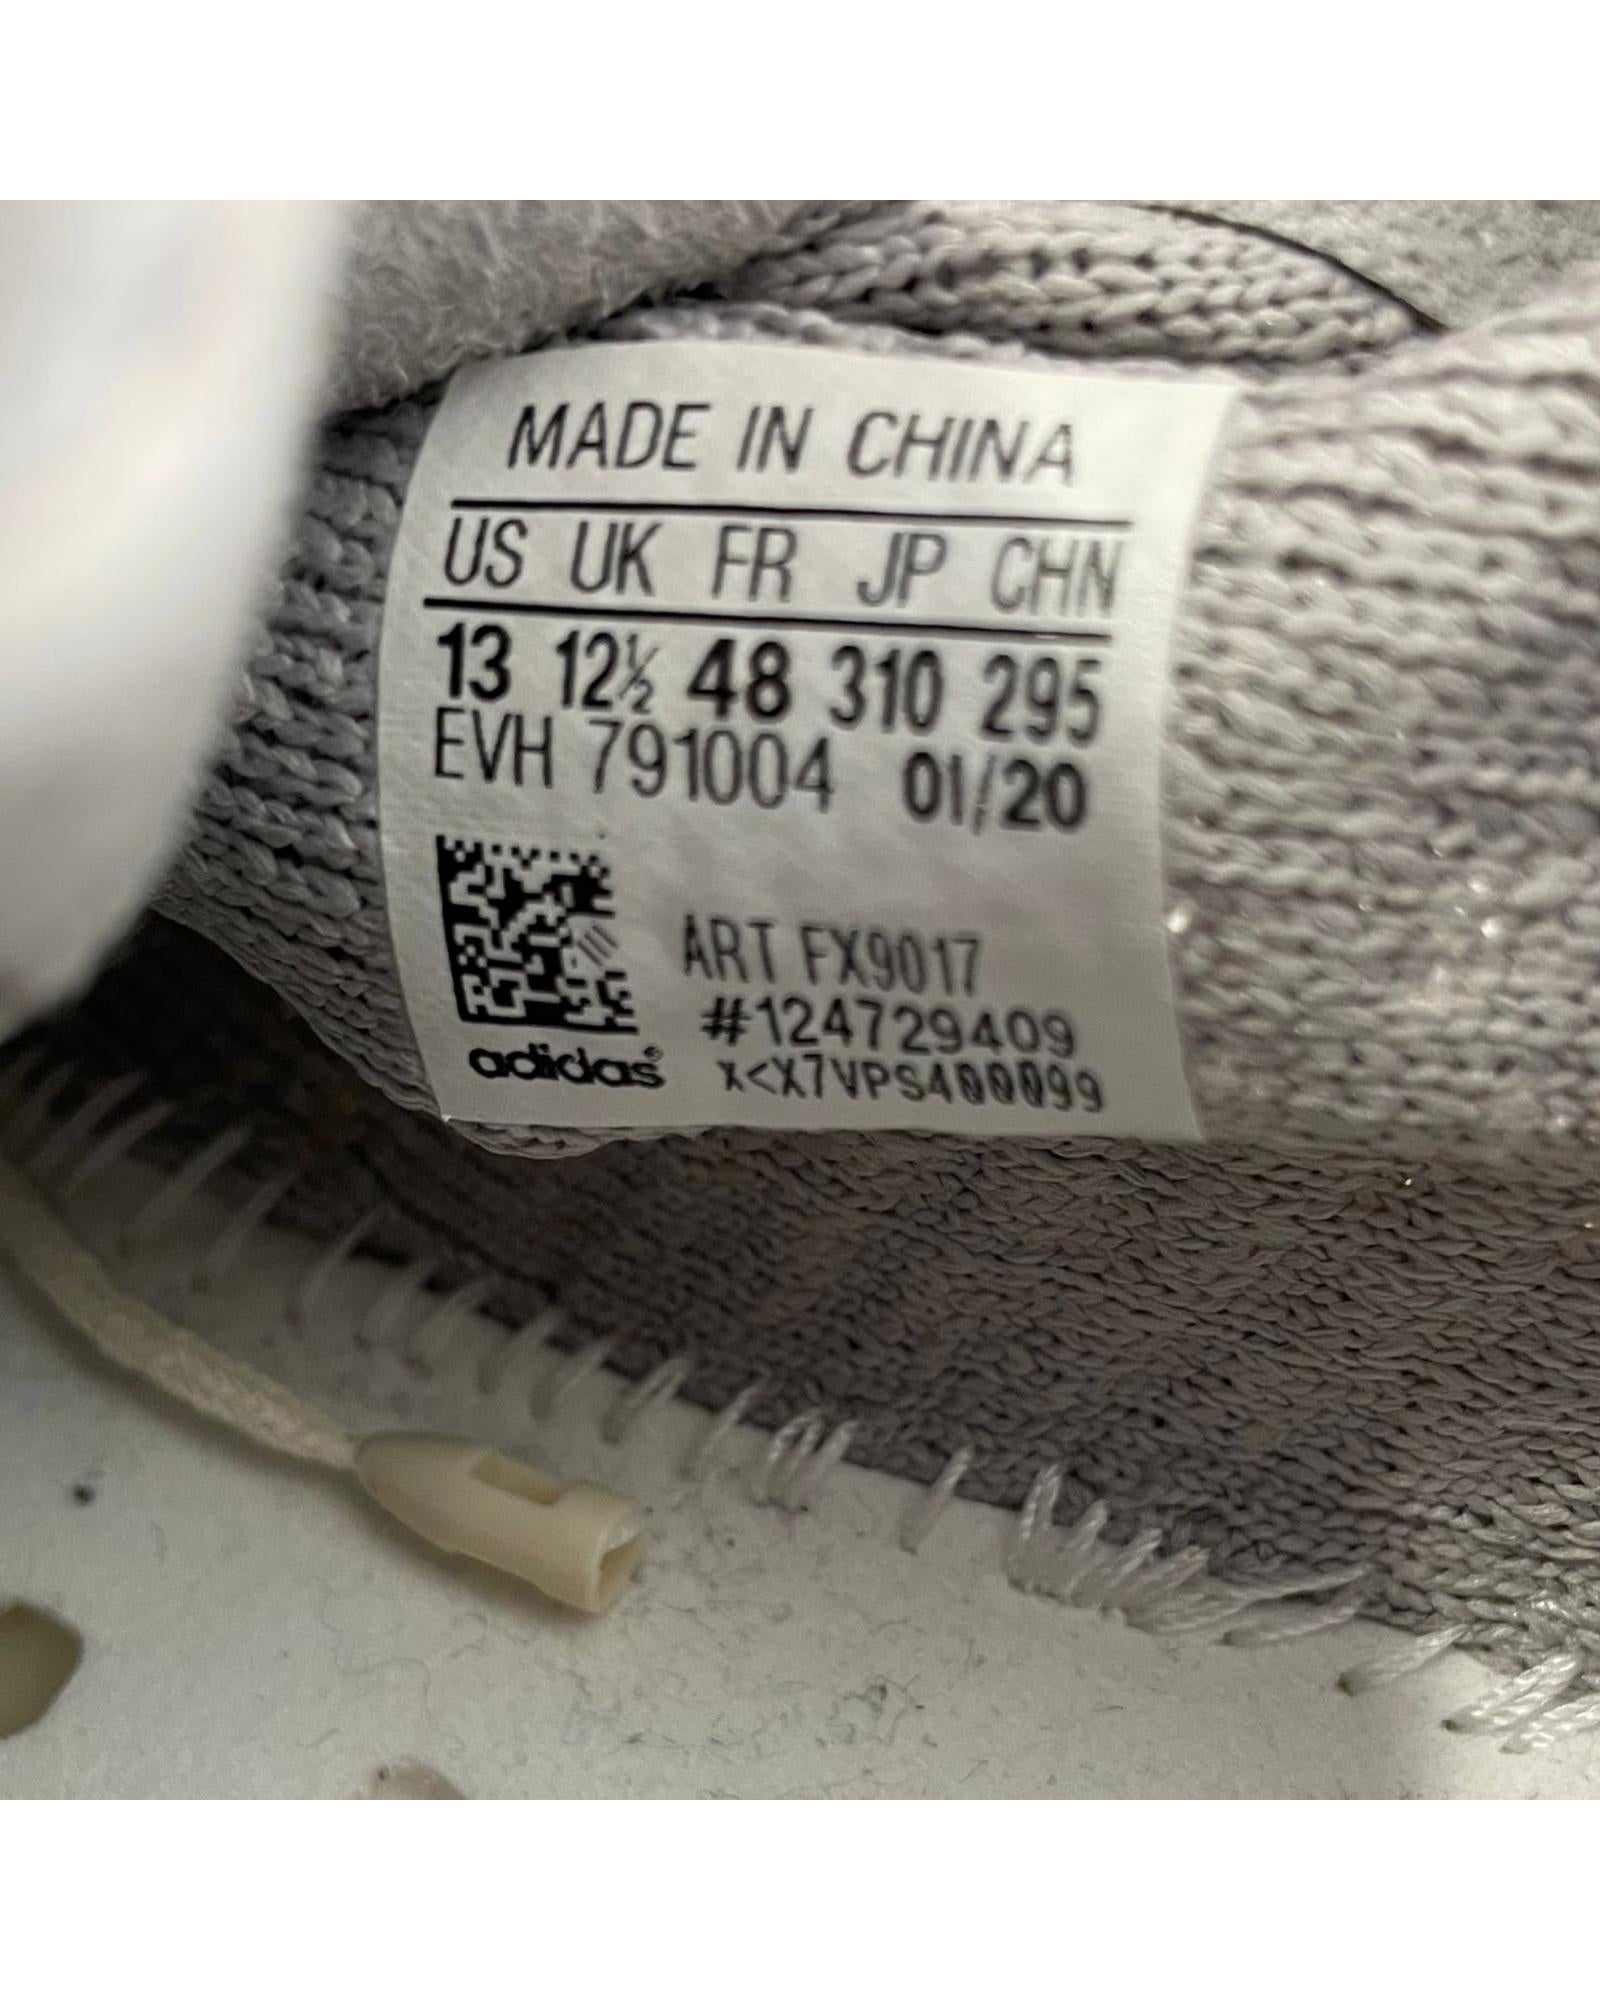 MADE IN CHINA
US UK FR JP CHN
13 12½ 48 310 295
EVH 791004 01/20
ART FX9017
#124729409
adidas® x<X7VPS400099